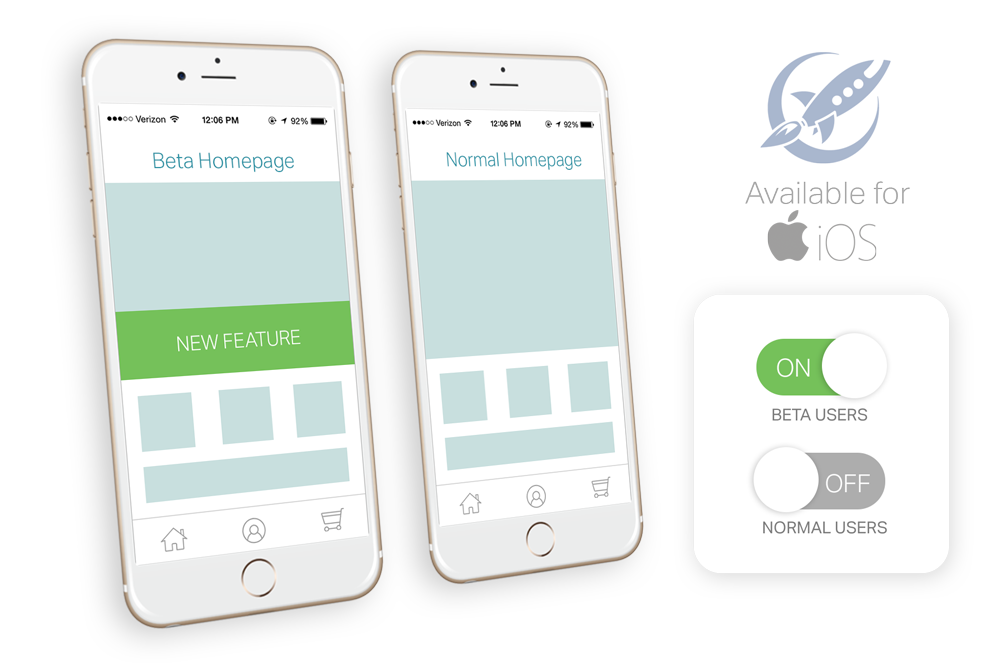 ●●●○○ Verizon 12:06 PM 92%
Beta Homepage
NEW FEATURE
●●●○○ Verizon 12:06 PM 92%
Normal Homepage
Available for
iOS
ON
BETA USERS
OFF
NORMAL USERS